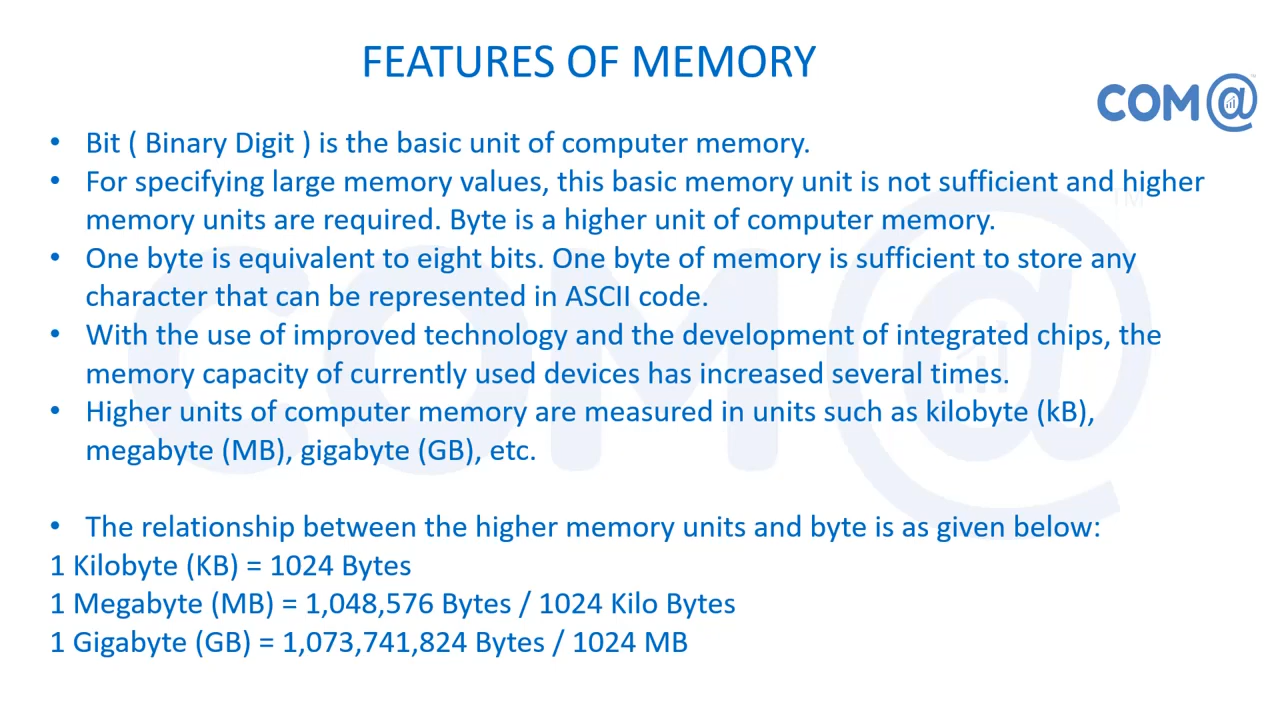 FEATURES OF MEMORY
COM@
• Bit ( Binary Digit ) is the basic unit of computer memory.
• For specifying large memory values, this basic memory unit is not sufficient and higher
memory units are required. Byte is a higher unit of computer memory.
• One byte is equivalent to eight bits. One byte of memory is sufficient to store any
character that can be represented in ASCII code.
• With the use of improved technology and the development of integrated chips, the
memory capacity of currently used devices has increased several times.
• Higher units of computer memory are measured in units such as kilobyte (kB),
megabyte (MB), gigabyte (GB), etc.
• The relationship between the higher memory units and byte is as given below:
1 Kilobyte (KB) = 1024 Bytes
1 Megabyte (MB) = 1,048,576 Bytes / 1024 Kilo Bytes
1 Gigabyte (GB) = 1,073,741,824 Bytes / 1024 MB
COM@ TM